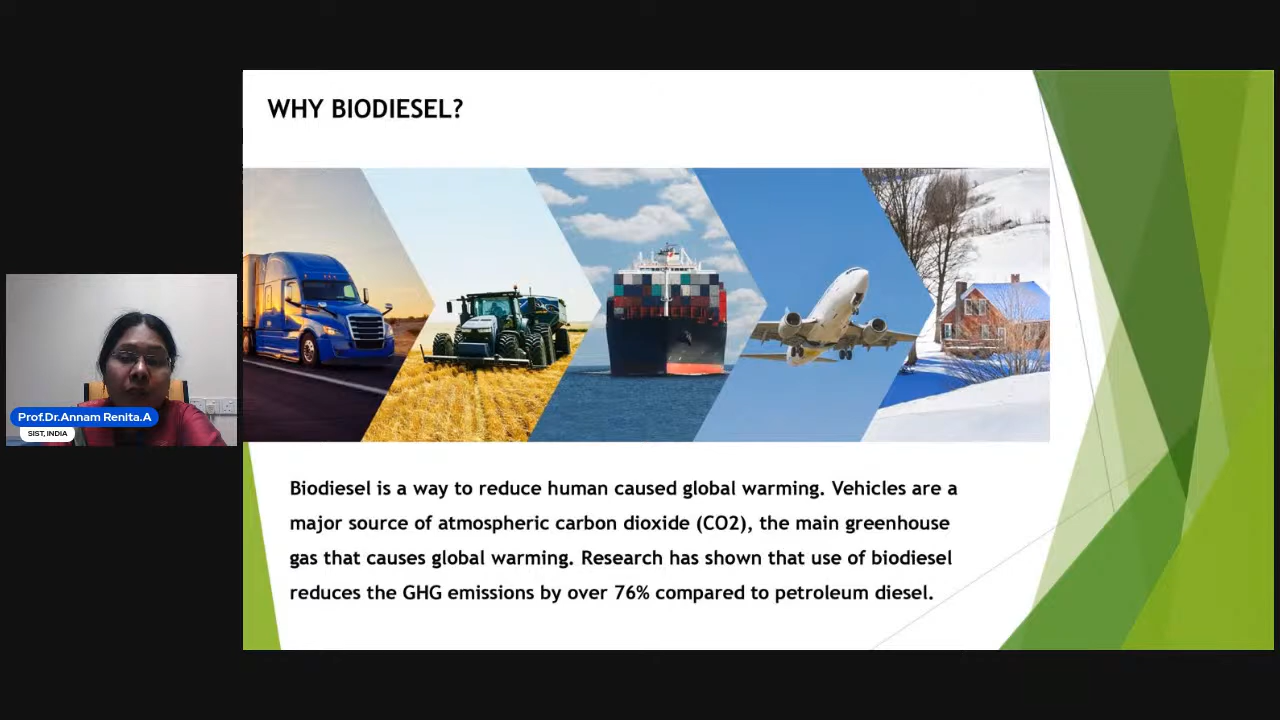 WHY BIODIESEL?
Prof.Dr.Annam Renita.A
SIST, INDIA
Biodiesel is a way to reduce human caused global warming. Vehicles are a
major source of atmospheric carbon dioxide (CO2), the main greenhouse
gas that causes global warming. Research has shown that use of biodiesel
reduces the GHG emissions by over 76% compared to petroleum diesel.